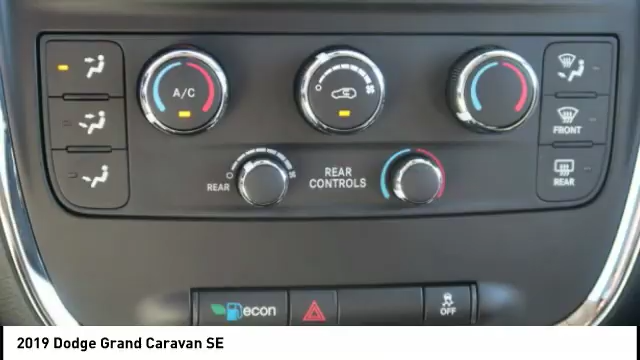 A/C
FRONT
REAR
REAR
CONTROLS
REAR
econ
OFF
2019 Dodge Grand Caravan SE